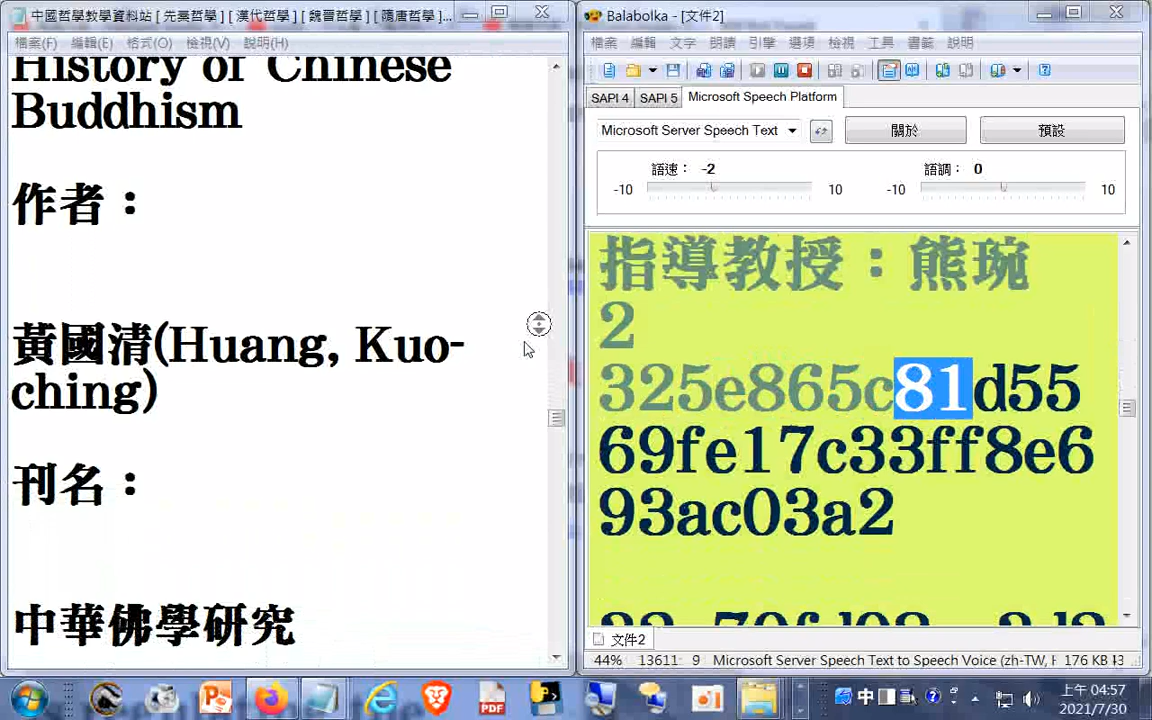 中國哲學教學資料站 [ 先秦哲學 ] [ 漢代哲學 ] [ 魏晉哲學 ] [ 隋唐哲學 ]...
檔案(F) 編輯(E) 格式(O) 檢視(V) 說明(H)
History of Chinese
Buddhism
作者：
黃國清(Huang, Kuo-
ching)
刊名：
中華佛學研究
Balabolka - [文件2]
檔案 編輯 文字 朗讀 引擎 選項 檢視 工具 書籤 說明
SAPI 4 SAPI 5 Microsoft Speech Platform
Microsoft Server Speech Text 關於 預設
語速： -2 語調： 0
-10 10 -10 10
指導教授：熊琬
2
325e865c81d55
69fe17c33ff8e6
93ac03a2
文件2
44% 13611 9 Microsoft Server Speech Text to Speech Voice (zh-TW, H 176 KB
PDF 中 上午 04:57
2021/7/30